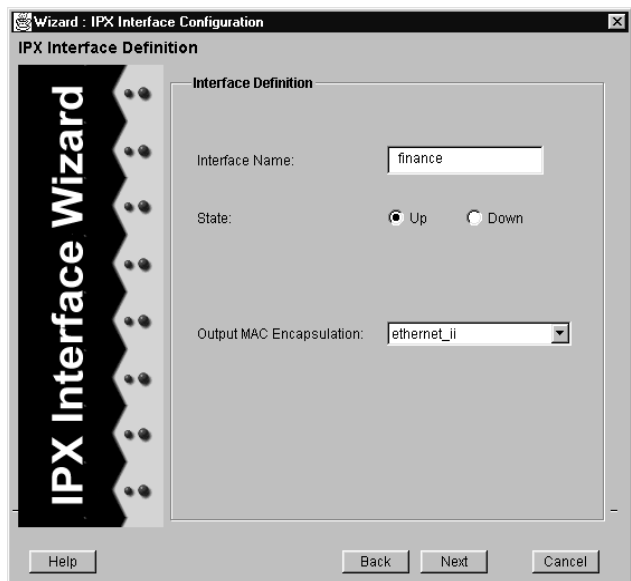 Wizard : IPX Interface Configuration
IPX Interface Definition
IPX Interface Wizard
Interface Definition
Interface Name: finance
State: Up Down
Output MAC Encapsulation: ethernet_ii
Help Back Next Cancel